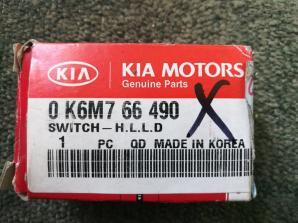 KIA KIA MOTORS
Genuine Parts
0 K6M7 66 490 X
SWITCH-H.L.L.D
1 PC QD MADE IN KOREA